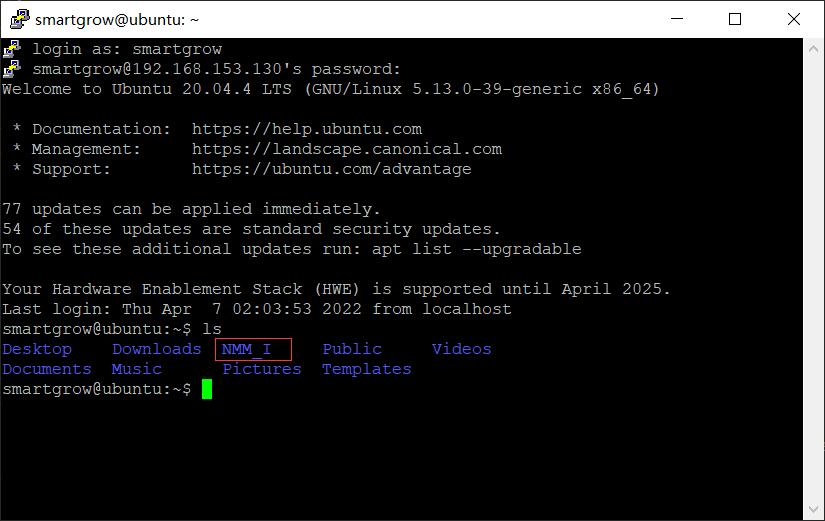 smartgrow@ubuntu: ~
login as: smartgrow
smartgrow@192.168.153.130's password:
Welcome to Ubuntu 20.04.4 LTS (GNU/Linux 5.13.0-39-generic x86_64)
* Documentation:  https://help.ubuntu.com
* Management:     https://landscape.canonical.com
* Support:        https://ubuntu.com/advantage
77 updates can be applied immediately.
54 of these updates are standard security updates.
To see these additional updates run: apt list --upgradable
Your Hardware Enablement Stack (HWE) is supported until April 2025.
Last login: Thu Apr  7 02:03:53 2022 from localhost
smartgrow@ubuntu:~$ ls
Desktop    Downloads  NMM_I     Public     Videos
Documents  Music      Pictures  Templates
smartgrow@ubuntu:~$